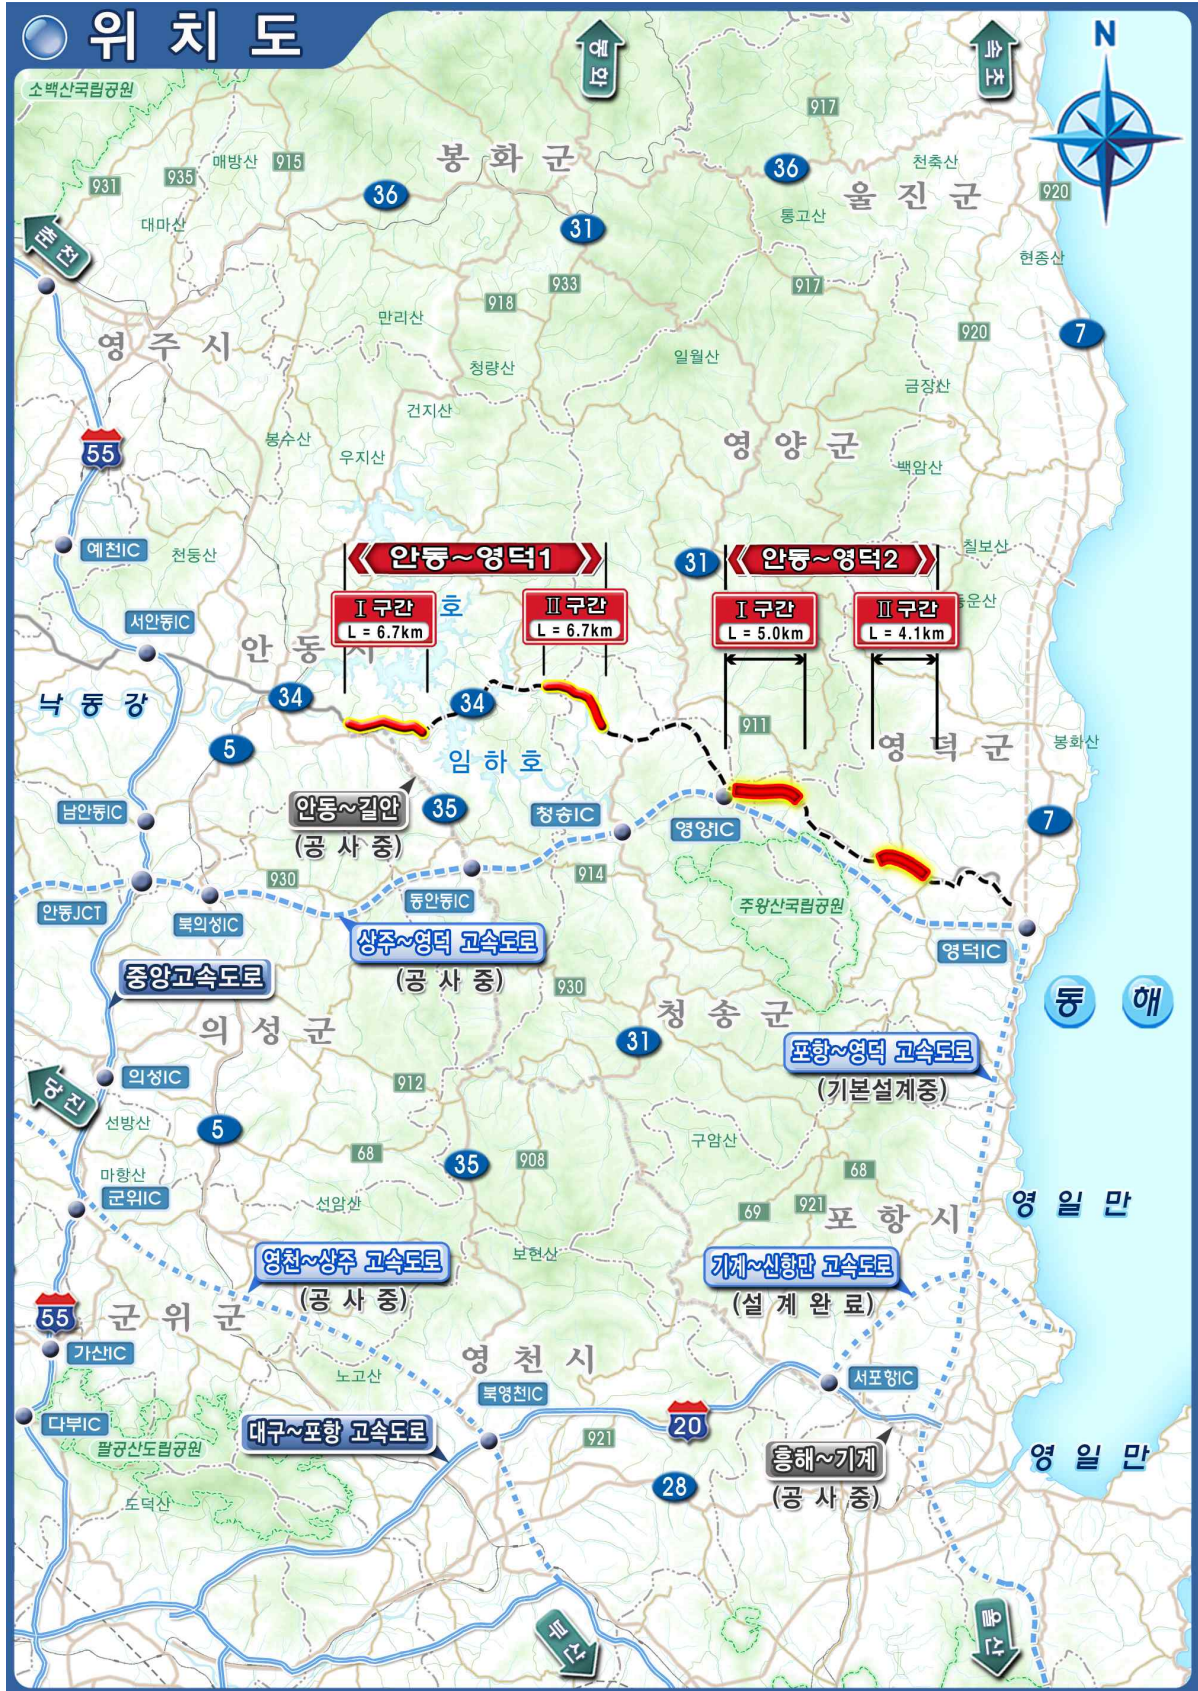 위 치 도
봉화
속초
N
소백산국립공원
917
매방산
915
봉 화 군
36
천축산
935
931
36
울 진 군
920
대마산
31
통고산
춘천
현종산
933
917
918
만리산
920
7
영 주 시
일월산
청량산
금장산
건지산
봉수산
영 양 군
55
우지산
백암산
예천IC
천등산
안동~영덕1
31
안동~영덕2
칠보산
Ⅰ 구간
L = 6.7km
호
Ⅱ 구간
L = 6.7km
Ⅰ 구간
L = 5.0km
Ⅱ 구간
L = 4.1km
운산
서안동IC
안 동 시
낙 동 강
34
34
911
5
영 덕 군
봉화산
임 하 호
안동~길안
(공 사 중)
35
남안동IC
청송IC
영양IC
7
930
914
안동JCT
북의성IC
동안동IC
주왕산국립공원
상주~영덕 고속도로
(공 사 중)
영덕IC
중앙고속도로
930
동 해
의 성 군
청 송 군
31
포항~영덕 고속도로
(기본설계중)
의성IC
당진
912
선방산
5
구암산
68
35
908
68
마항산
군위IC
선암산
69
921
포 항 시
영 일 만
영천~상주 고속도로
(공 사 중)
보현산
기계~신항만 고속도로
(설 계 완 료)
55
군 위 군
가산IC
영 천 시
노고산
북영천IC
서포항IC
다부IC
대구~포항 고속도로
20
팔공산도립공원
921
흥해~기계
(공 사 중)
영 일 만
28
도덕산
부산
울산